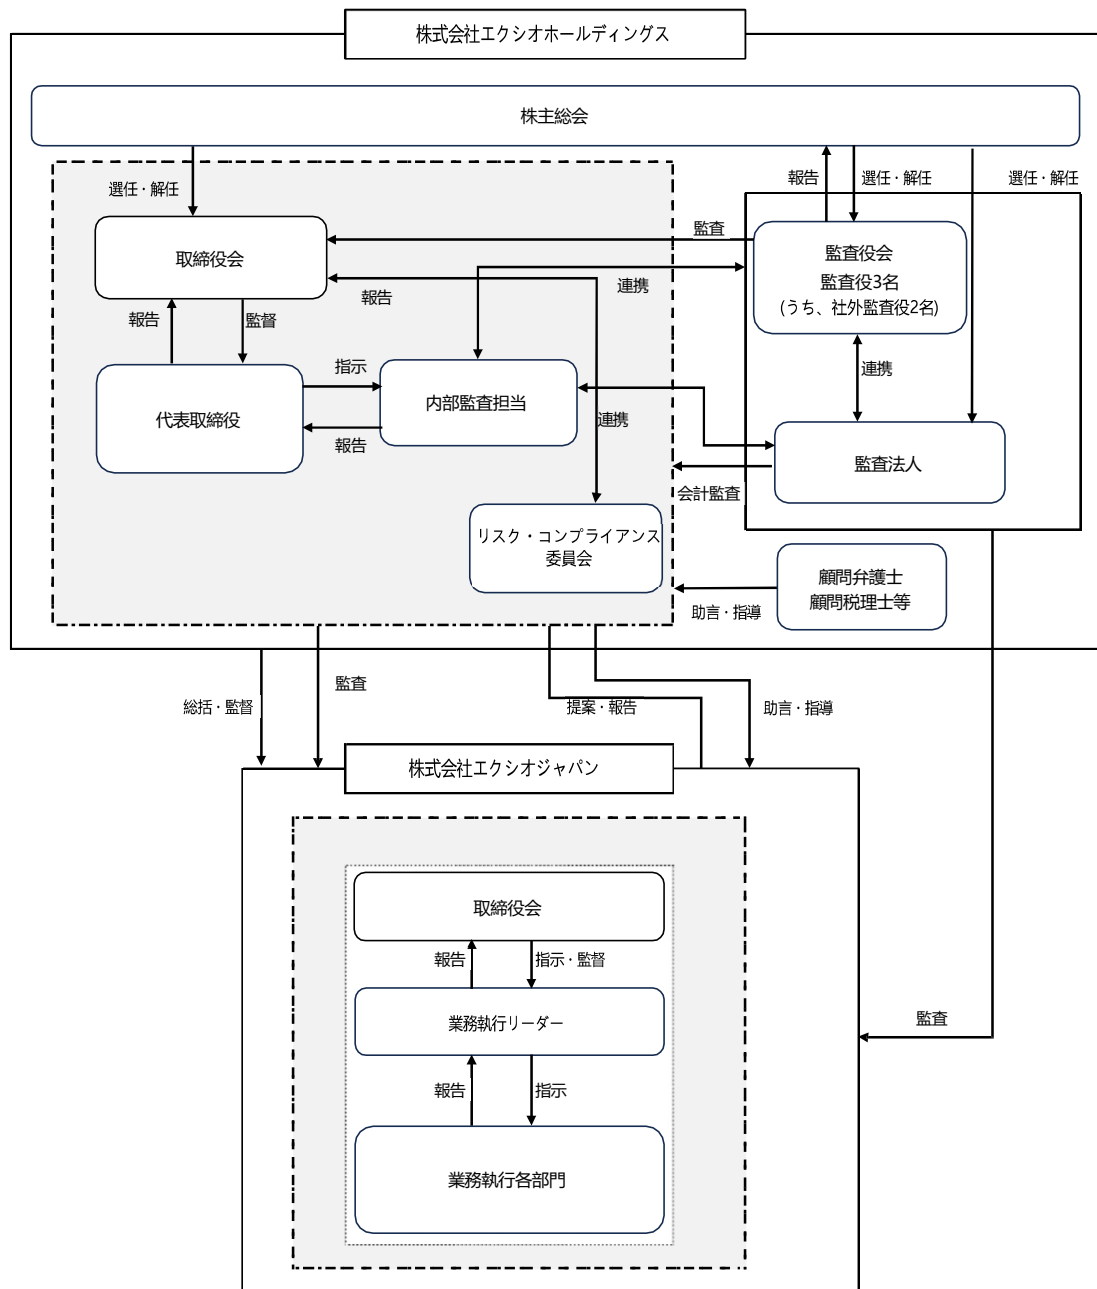 株式会社エクシオホールディングス
株主総会
選任・解任
報告
選任・解任
選任・解任
取締役会
監査
監査役会
監査役3名
(うち、社外監査役2名)
報告
連携
報告
監督
連携
代表取締役
指示
報告
内部監査担当
連携
監査法人
会計監査
リスク・コンプライアンス
委員会
顧問弁護士
顧問税理士等
助言・指導
総括・監督
監査
提案・報告
助言・指導
株式会社エクシオジャパン
取締役会
報告
指示・監督
業務執行リーダー
監査
報告
指示
業務執行各部門